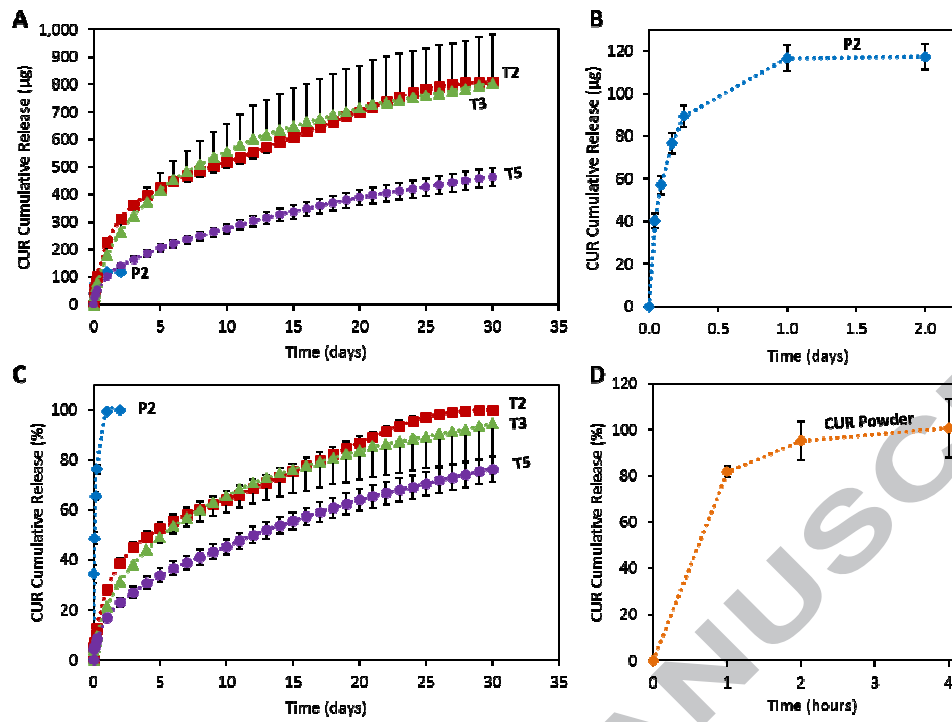 A
CUR Cumulative Release (µg)
1,000
900
800
700
600
500
400
300
200
100
0
0 5 10 15 20 25 30 35
Time (days)
T2
T3
T5
P2
B
CUR Cumulative Release (µg)
120
100
80
60
40
20
0
0.0 0.5 1.0 1.5 2.0
Time (days)
P2
C
CUR Cumulative Release (%)
100
80
60
40
20
0
0 5 10 15 20 25 30 35
Time (days)
P2
T2
T3
T5
D
CUR Cumulative Release (%)
120
100
80
60
40
20
0
0 1 2 3 4
Time (hours)
CUR Powder
ANUSC